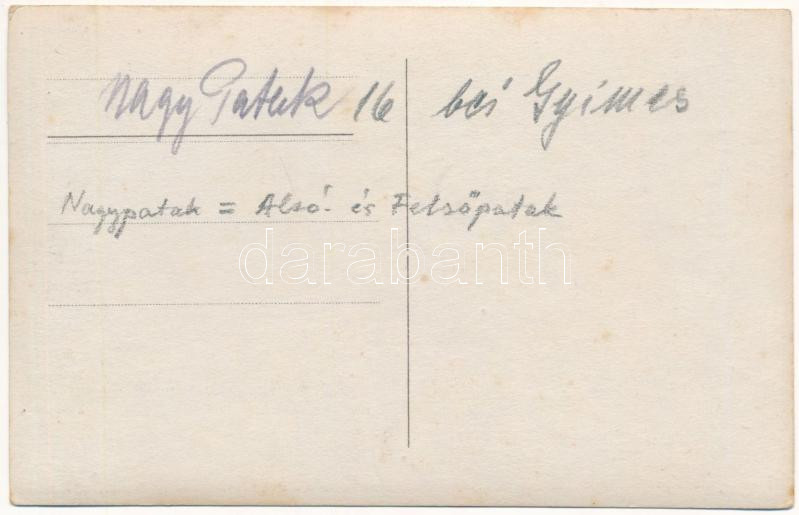 Nagy Patak 16 bei Gyimes
Nagypatak = Alsó- és Felsőpatak
darabanth